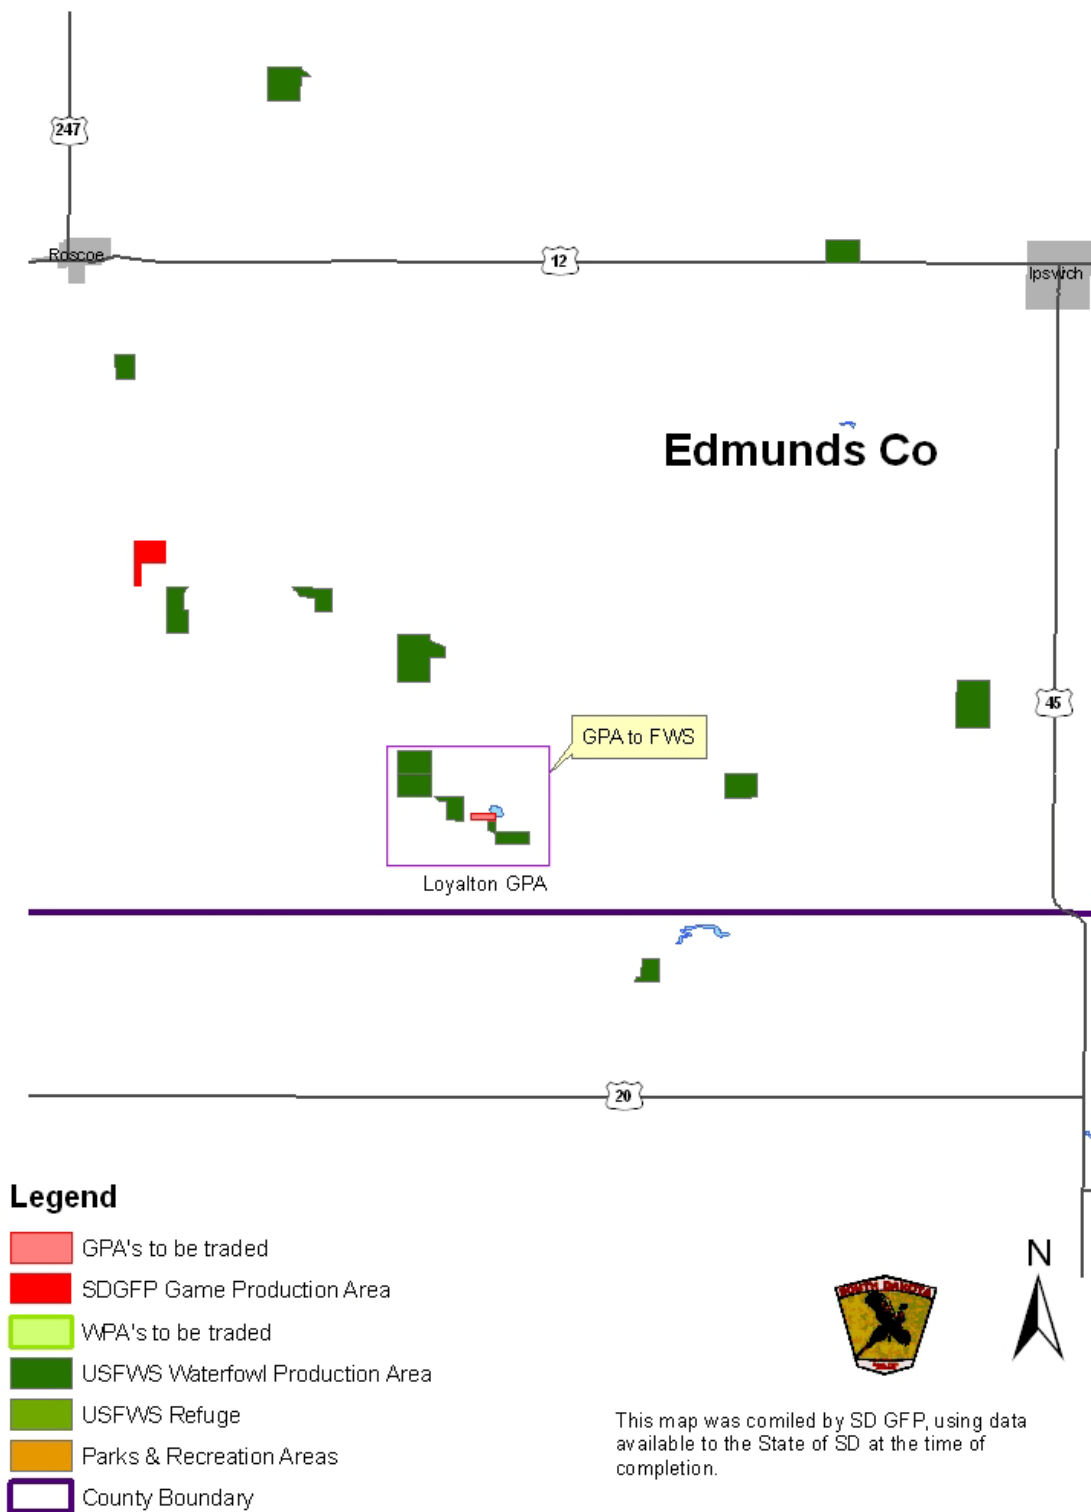 247
Roscoe
12
Ipswich
Edmunds Co
45
GPA to FWS
Loyalton GPA
20
Legend
GPA's to be traded
SDGFP Game Production Area
WPA's to be traded
USFWS Waterfowl Production Area
USFWS Refuge
Parks & Recreation Areas
County Boundary
N
SOUTH DAKOTA
This map was comiled by SD GFP, using data
available to the State of SD at the time of
completion.